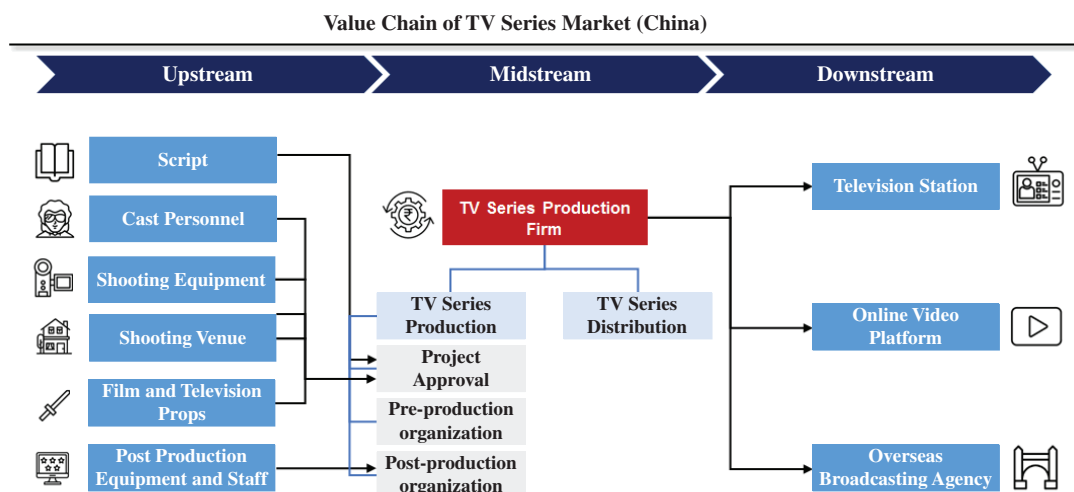 Value Chain of TV Series Market (China)
Upstream
Midstream
Downstream
Script
Cast Personnel
Shooting Equipment
Shooting Venue
Film and Television
Props
Post Production
Equipment and Staff
₹
TV Series Production
Firm
TV Series
Production
TV Series
Distribution
Project
Approval
Pre-production
organization
Post-production
organization
Television Station
Online Video
Platform
Overseas
Broadcasting Agency